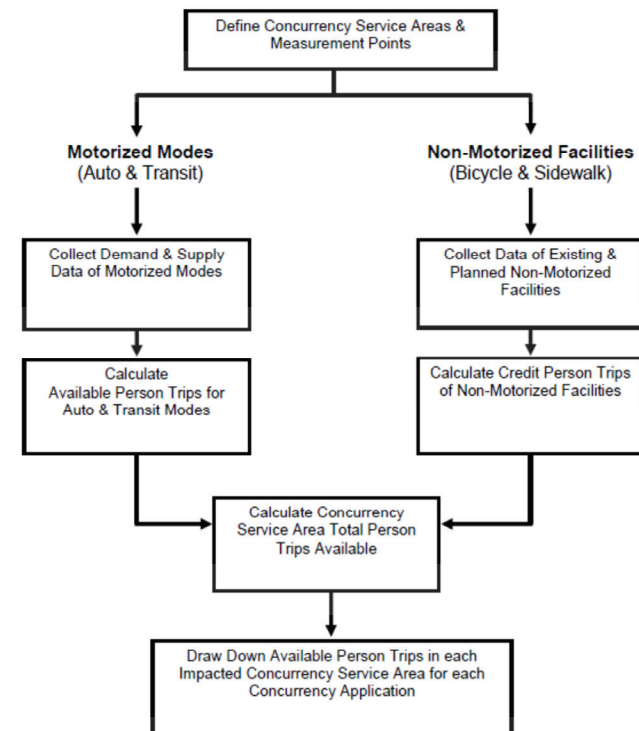 Define Concurrency Service Areas &
Measurement Points
Motorized Modes
(Auto & Transit)
Non-Motorized Facilities
(Bicycle & Sidewalk)
Collect Demand & Supply
Data of Motorized Modes
Collect Data of Existing &
Planned Non-Motorized
Facilities
Calculate
Available Person Trips for
Auto & Transit Modes
Calculate Credit Person Trips
of Non-Motorized Facilities
Calculate Concurrency
Service Area Total Person
Trips Available
Draw Down Available Person Trips in each
Impacted Concurrency Service Area for each
Concurrency Application